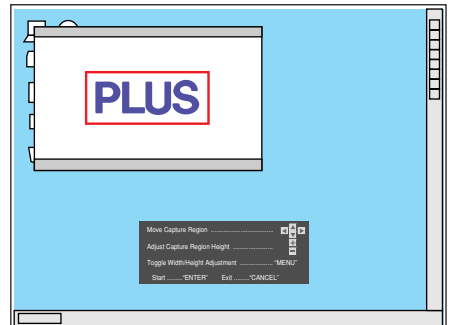 PLUS
Move Capture Region ..................................
Adjust Capture Region Height ......................
Toggle Width/Height Adjustment .................. "MENU"
Start ........."ENTER" Exit ........."CANCEL"